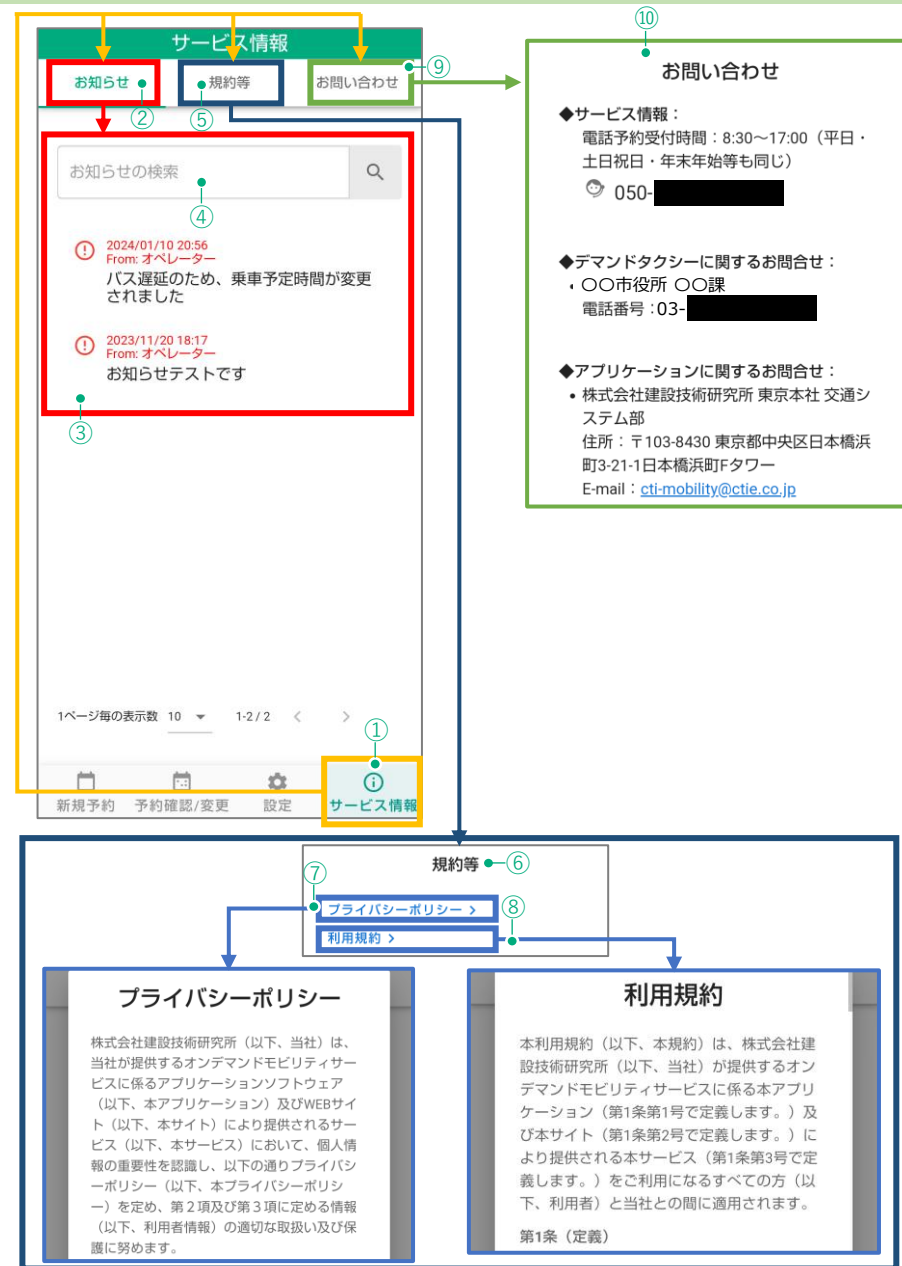 サービス情報
お知らせ
②
規約等
⑤
お問い合わせ
⑨
お知らせの検索
④
2024/01/10 20:56
From: オペレーター
バス遅延のため、乗車予定時間が変更
されました
2023/11/20 18:17
From: オペレーター
お知らせテストです
③
1ページ毎の表示数 10 1-2 / 2
①
新規予約 予約確認/変更 設定 サービス情報
⑩
お問い合わせ
◆サービス情報：
電話予約受付時間：8:30～17:00（平日・
土日祝日・年末年始等も同じ）
050-
◆デマンドタクシーに関するお問合せ：
〇〇市役所 〇〇課
電話番号：03-
◆アプリケーションに関するお問合せ：
• 株式会社建設技術研究所 東京本社 交通シ
ステム部
住所：〒103-8430 東京都中央区日本橋浜
町3-21-1日本橋浜町Fタワー
E-mail：cti-mobility@ctie.co.jp
規約等 ⑥
⑦
プライバシーポリシー >
⑧
利用規約 >
プライバシーポリシー
株式会社建設技術研究所（以下、当社）は、
当社が提供するオンデマンドモビリティサー
ビスに係るアプリケーションソフトウェア
（以下、本アプリケーション）及びWEBサイ
ト（以下、本サイト）により提供されるサー
ビス（以下、本サービス）において、個人情
報の重要性を認識し、以下の通りプライバシ
ーポリシー（以下、本プライバシーポリシ
ー）を定め、第２項及び第３項に定める情報
（以下、利用者情報）の適切な取扱い及び保
護に努めます。
利用規約
本利用規約（以下、本規約）は、株式会社建
設技術研究所（以下、当社）が提供するオン
デマンドモビリティサービスに係る本アプリ
ケーション（第1条第1号で定義します。）及
び本サイト（第1条第2号で定義します。）に
より提供される本サービス（第1条第3号で定
義します。）をご利用になるすべての方（以
下、利用者）と当社との間に適用されます。
第1条（定義）